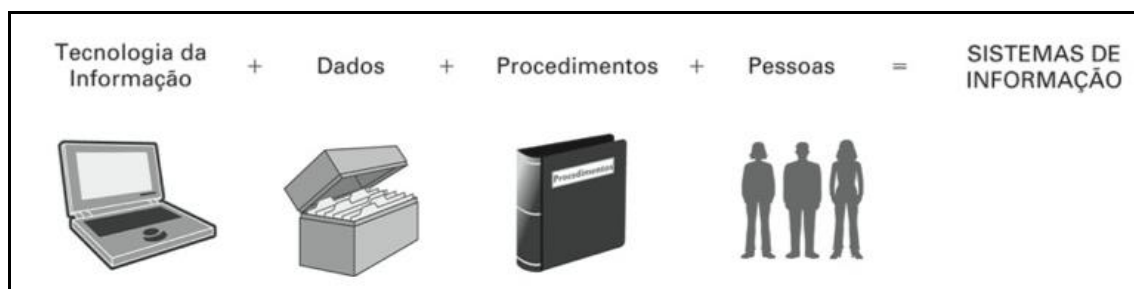 Tecnologia da
Informação
+
Dados
+
Procedimentos
+
Pessoas
=
SISTEMAS DE
INFORMAÇÃO
Procedimentos